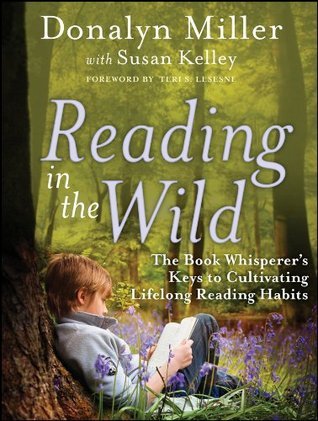 Donalyn Miller
with Susan Kelley
FOREWORD BY TERI S. LESESNE
Reading
in the
Wild
The Book Whisperer's
Keys to Cultivating
Lifelong Reading Habits